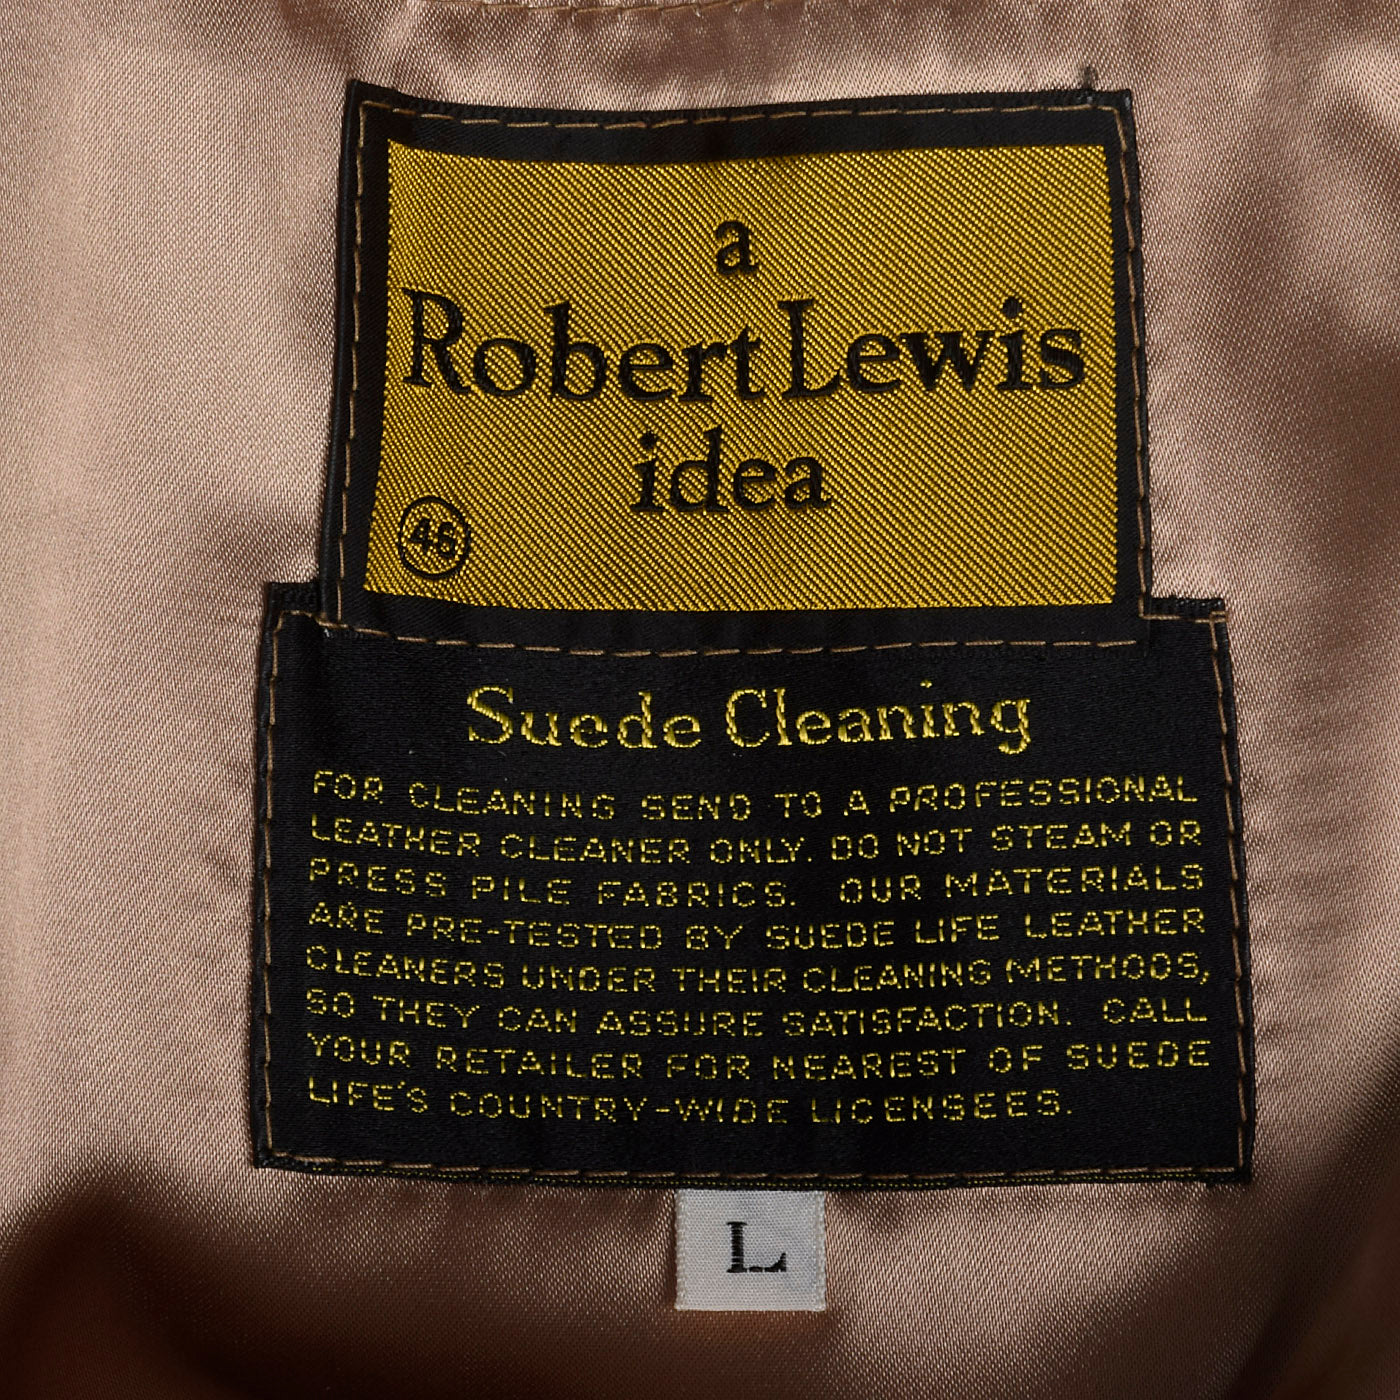 a
Robert Lewis
idea
46
Suede Cleaning
FOR CLEANING SEND TO A PROFESSIONAL
LEATHER CLEANER ONLY. DO NOT STEAM OR
PRESS PILE FABRICS. OUR MATERIALS
ARE PRE-TESTED BY SUEDE LIFE LEATHER
CLEANERS UNDER THEIR CLEANING METHODS,
SO THEY CAN ASSURE SATISFACTION. CALL
YOUR RETAILER FOR NEAREST OF SUEDE
LIFE'S COUNTRY-WIDE LICENSEES.
L